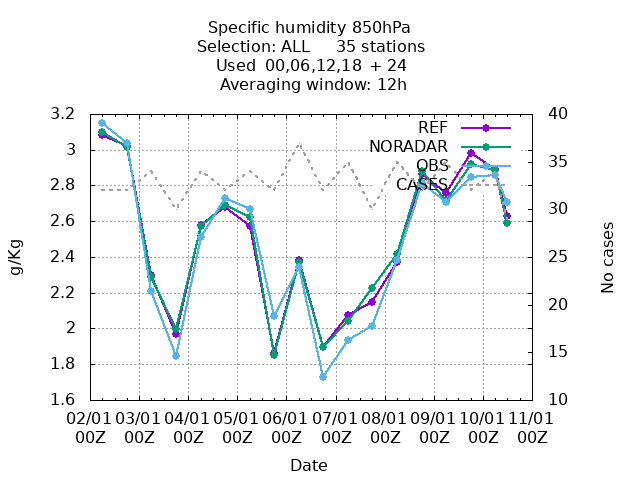 Specific humidity 850hPa
Selection: ALL 35 stations
Used 00,06,12,18 + 24
Averaging window: 12h
3.2
3
2.8
2.6
2.4
2.2
2
1.8
1.6
g/Kg
40
35
30
25
20
15
10
No cases
REF
NORADAR
OBS
CASES
02/01 03/01 04/01 05/01 06/01 07/01 08/01 09/01 10/01 11/01
00Z 00Z 00Z 00Z 00Z 00Z 00Z 00Z 00Z 00Z
Date